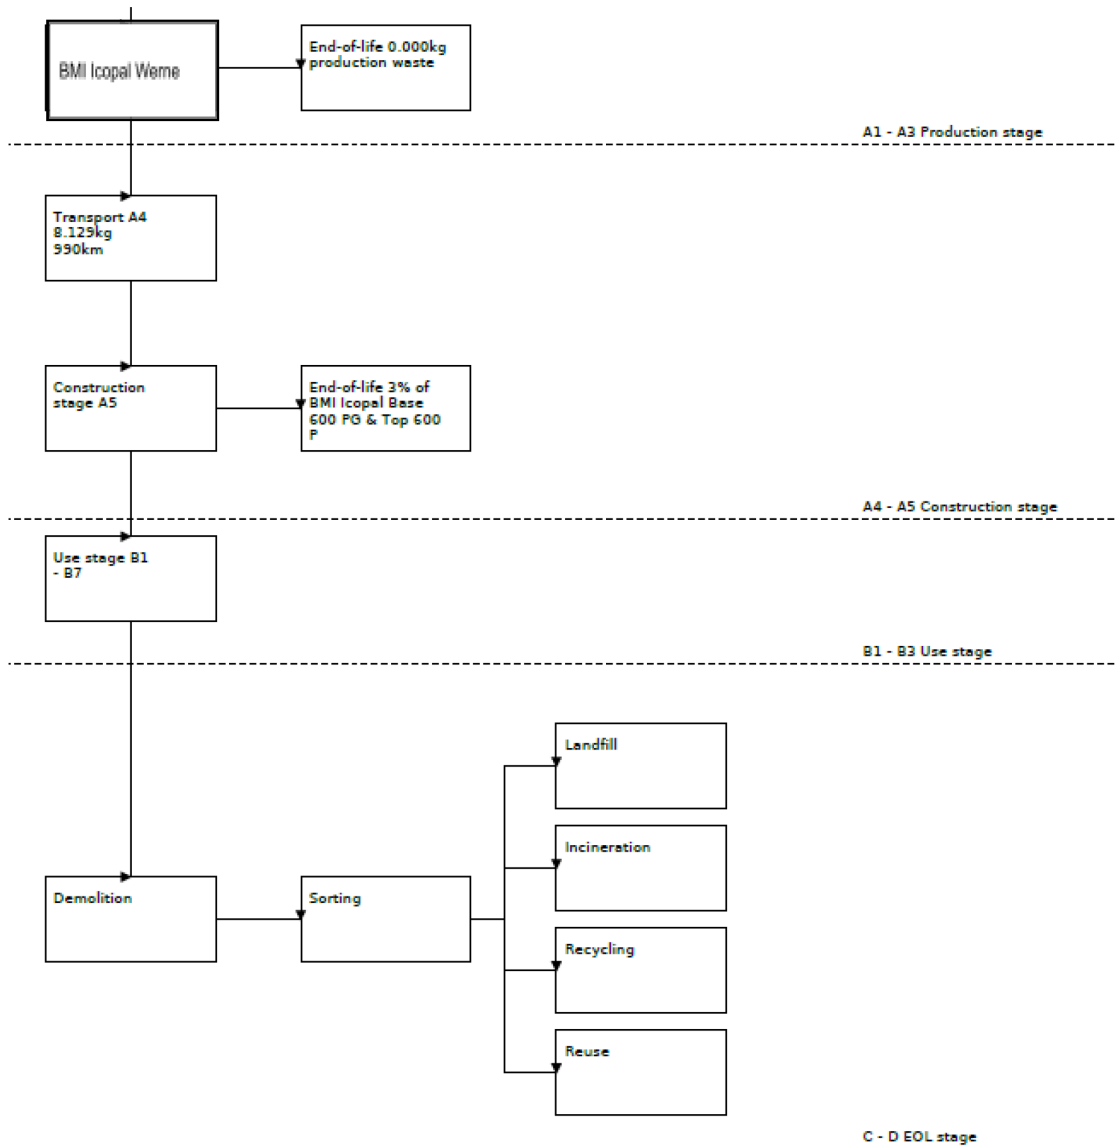 BMI Icopal Werne
End-of-life 0.000kg
production waste
A1 - A3 Production stage
Transport A4
8.129kg
990km
Construction
stage A5
End-of-life 3% of
BMI Icopal Base
600 PG & Top 600
P
A4 - A5 Construction stage
Use stage B1
- B7
B1 - B3 Use stage
Landfill
Incineration
Demolition
Sorting
Recycling
Reuse
C - D EOL stage